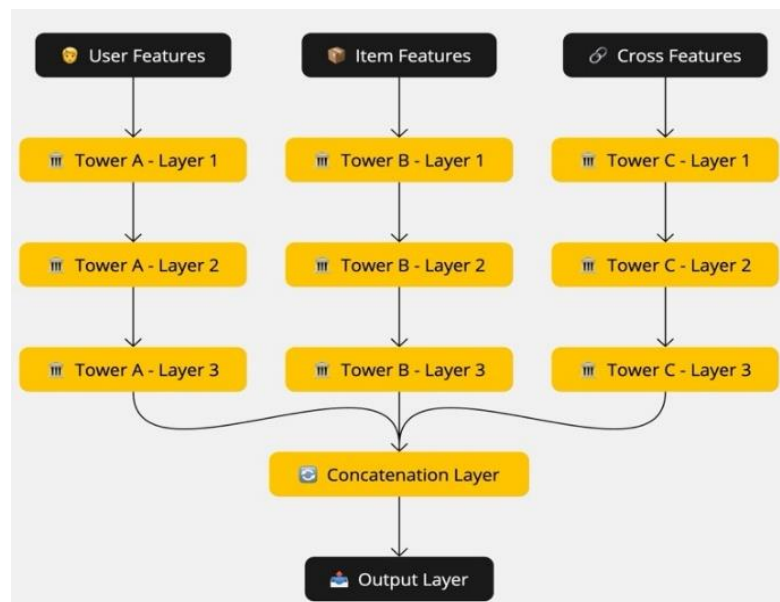 User Features
Item Features
Cross Features
Tower A - Layer 1
Tower B - Layer 1
Tower C - Layer 1
Tower A - Layer 2
Tower B - Layer 2
Tower C - Layer 2
Tower A - Layer 3
Tower B - Layer 3
Tower C - Layer 3
Concatenation Layer
Output Layer